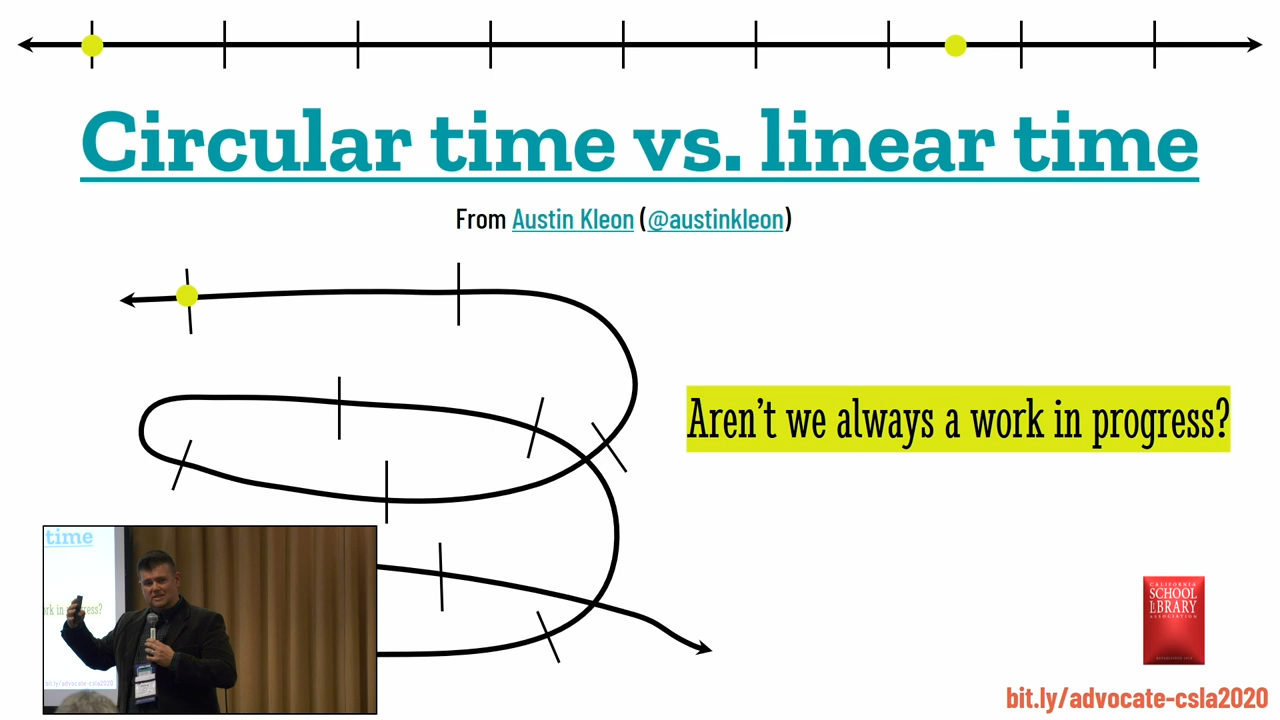 Circular time vs. linear time
From Austin Kleon (@austinkleon)
Aren't we always a work in progress?
time
bit.ly/advocate-csla2020
CALIFORNIA
SCHOOL
LIBRARY
ASSOCIATION
bit.ly/advocate-csla2020